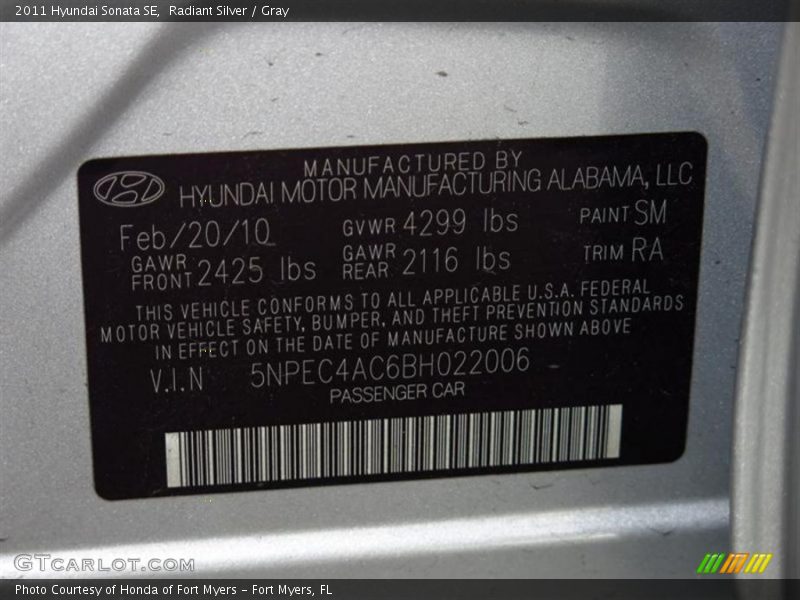 2011 Hyundai Sonata SE, Radiant Silver / Gray
MANUFACTURED BY
HYUNDAI MOTOR MANUFACTURING ALABAMA, LLC
Feb/20/10 GVWR 4299 lbs PAINT SM
GAWR FRONT 2425 lbs GAWR REAR 2116 lbs TRIM RA
THIS VEHICLE CONFORMS TO ALL APPLICABLE U.S.A. FEDERAL
MOTOR VEHICLE SAFETY, BUMPER, AND THEFT PREVENTION STANDARDS
IN EFFECT ON THE DATE OF MANUFACTURE SHOWN ABOVE
V.I.N 5NPEC4AC6BH022006
PASSENGER CAR
GTCARLOT.COM
Photo Courtesy of Honda of Fort Myers - Fort Myers, FL